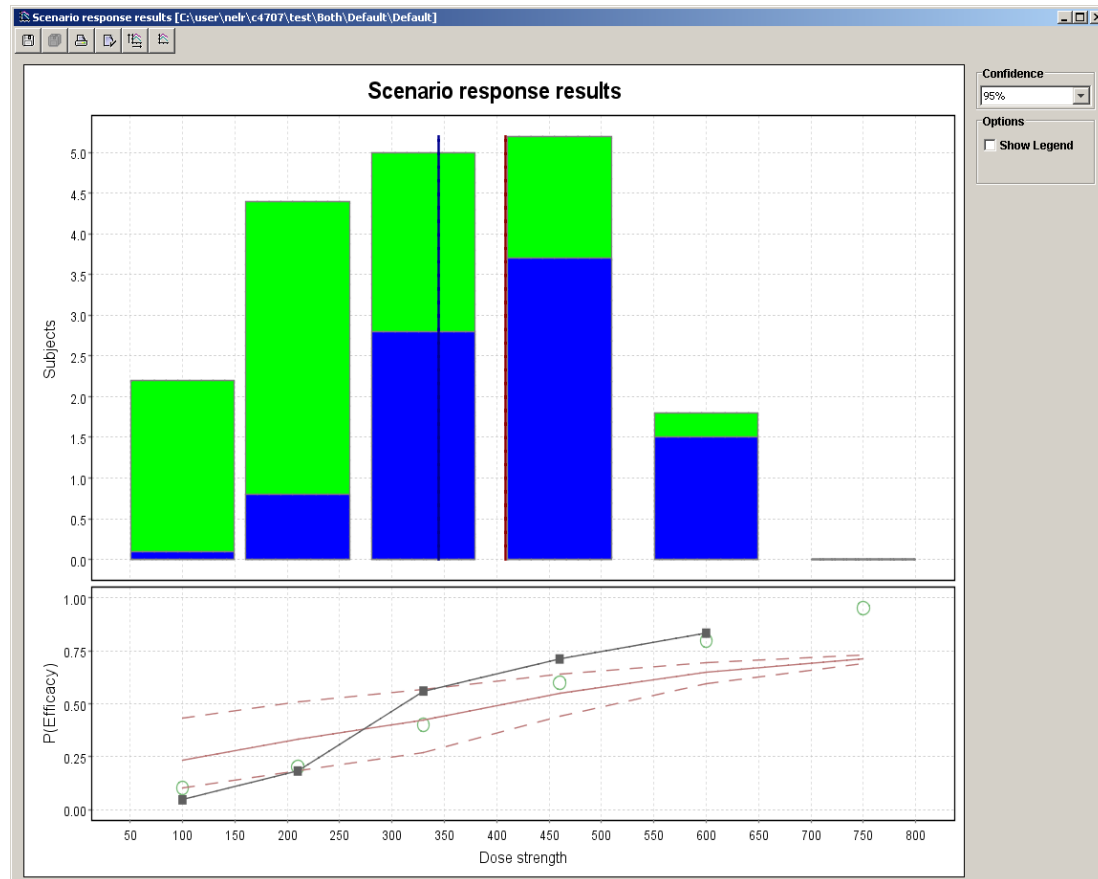 Scenario response results [C:\user\nelr\c4707\test\Both\Default\Default]
Scenario response results
Confidence
95%
Options
Show Legend
5.0
4.5
4.0
3.5
3.0
2.5
2.0
1.5
1.0
0.5
0.0
Subjects
1.00
0.75
0.50
0.25
0.00
P(Efficacy)
50 100 150 200 250 300 350 400 450 500 550 600 650 700 750 800
Dose strength